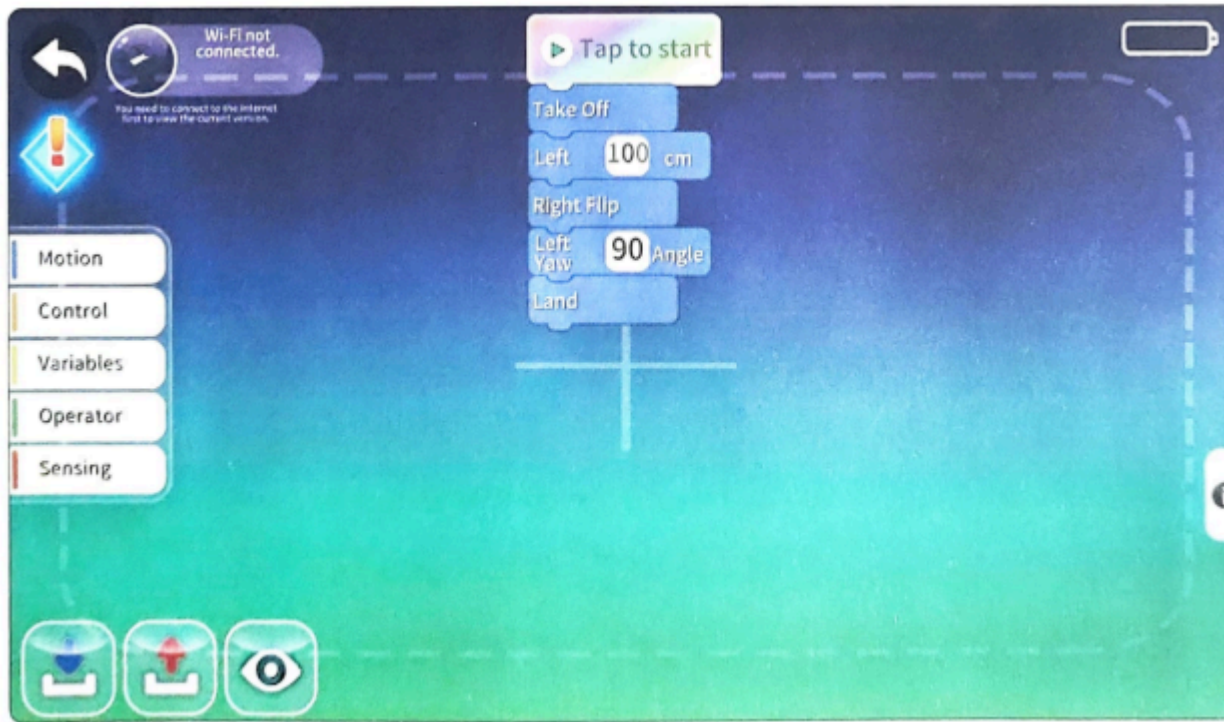 Wi-Fi not
connected.
You need to connect to the Internet
first to view the current version.
Tap to start
Take Off
Left 100 cm
Right Flip
Left
Yaw 90 Angle
Land
Motion
Control
Variables
Operator
Sensing